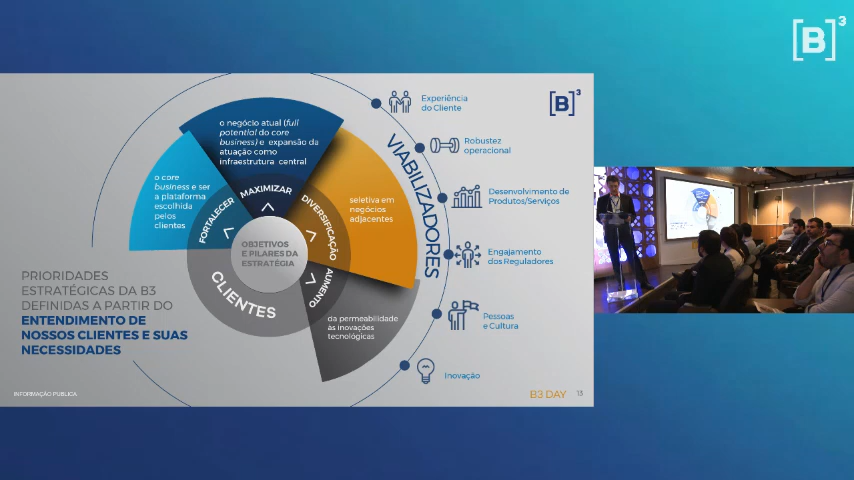 [B]³
[B]³
Experiência
do Cliente
Robustez
operacional
Desenvolvimento de
Produtos/Serviços
Engajamento
dos Reguladores
Pessoas
e Cultura
Inovação
VIABILIZADORES
o negócio atual (full
potential do core
business) e expansão da
atuação como
infraestrutura central
MAXIMIZAR
o core
business e ser
a plataforma
escolhida
pelos
clientes
FORTALECER
DIVERSIFICAÇÃO
seletiva em
negócios
adjacentes
OBJETIVOS
E PILARES DA
ESTRATÉGIA
AUMENTO
da permeabilidade
às inovações
tecnológicas
CLIENTES
PRIORIDADES
ESTRATÉGICAS DA B3
DEFINIDAS A PARTIR DO
ENTENDIMENTO DE
NOSSOS CLIENTES E SUAS
NECESSIDADES
INFORMAÇÃO PÚBLICA
B3 DAY 13